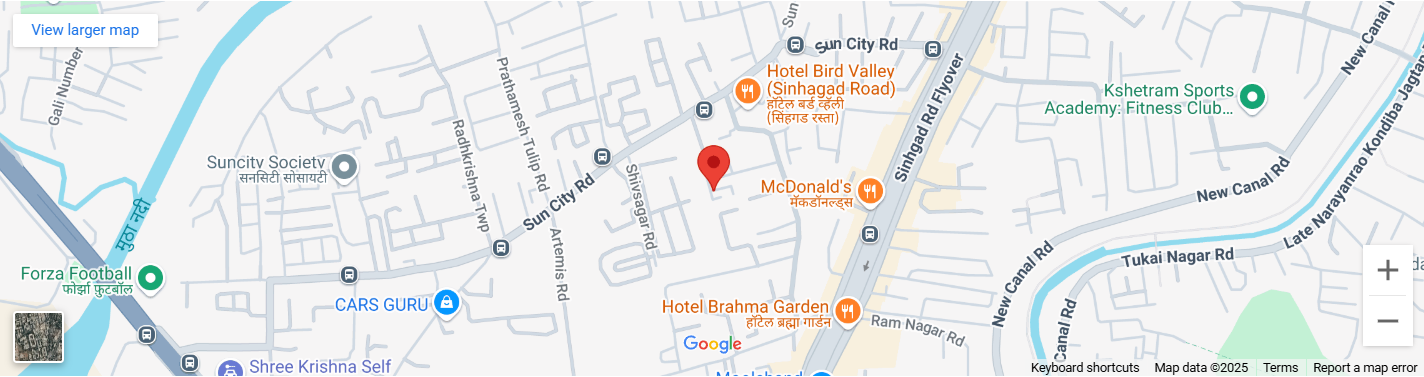 View larger map
Gali Number
Prathamesh Tulip Rd
Radhkrishna Twp
Artemis Rd
Shivsagar Rd
Sun City Rd
Sun
Sun City Rd
Hotel Bird Valley
(Sinhagad Road)
हॉटेल बर्ड व्हॅली
(सिंहगड रस्ता)
Sinhgad Rd Flyover
New Canal R
Kshetram Sports
Academy: Fitness Club...
Late Narayanrao Kondiba Jagtap
Suncity Society
सनसिटी सोसायटी
McDonald's
मॅकडॉनल्ड्स
New Canal Rd
New Canal Rd
Tukai Nagar Rd
Canal Rd
मुठा नदी
Forza Football
फोर्झा फुटबॉल
CARS GURU
Hotel Brahma Garden
हॉटेल ब्रह्मा गार्डन
Ram Nagar Rd
Google
Shree Krishna Self
Keyboard shortcuts
Map data ©2025
Terms
Report a map error